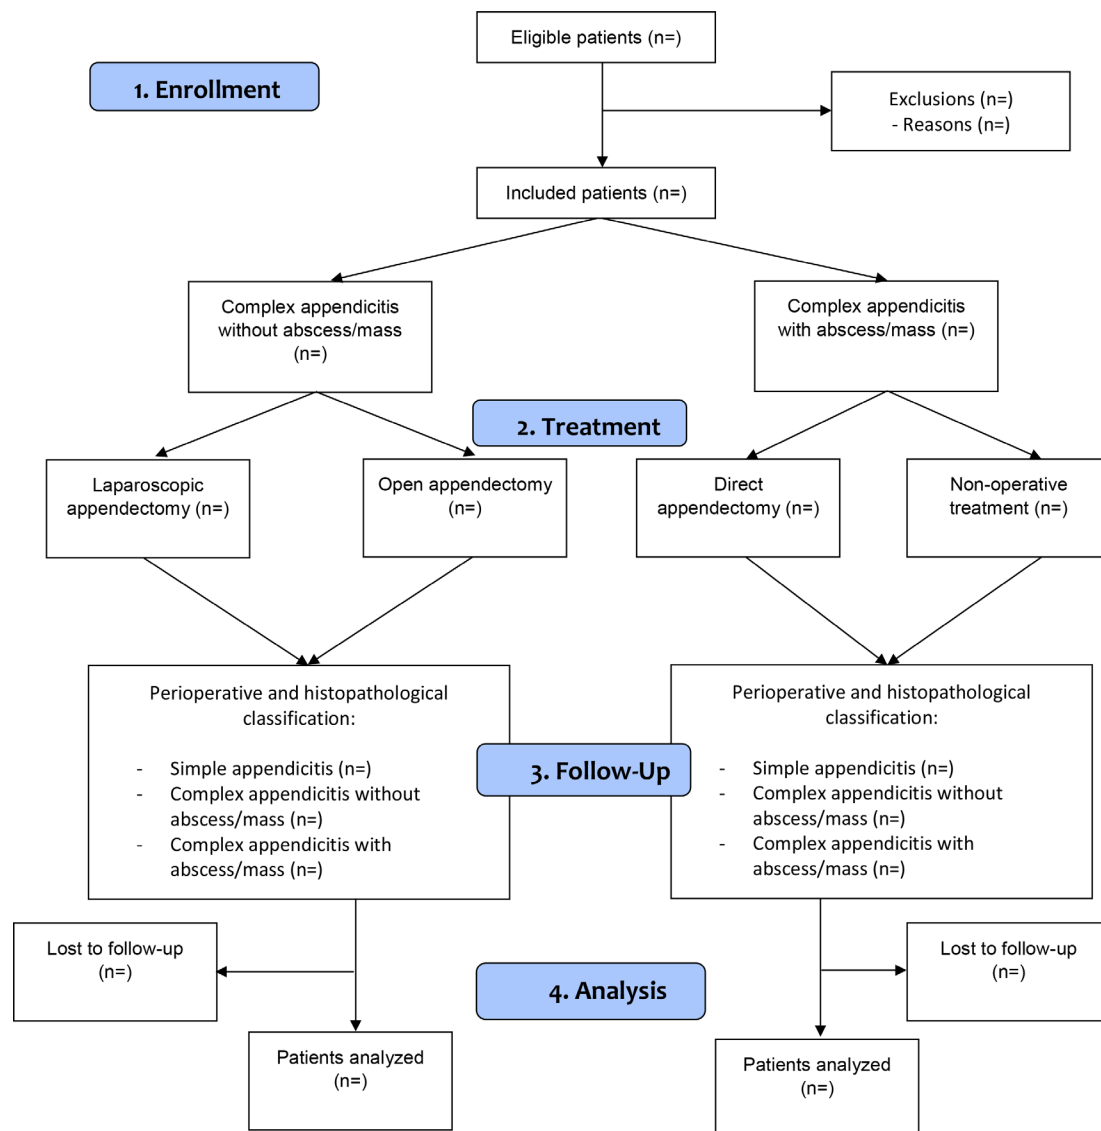 Eligible patients (n=)
1. Enrollment
Exclusions (n=)
- Reasons (n=)
Included patients (n=)
Complex appendicitis
without abscess/mass
(n=)
Complex appendicitis
with abscess/mass (n=)
2. Treatment
Laparoscopic
appendectomy (n=)
Open appendectomy
(n=)
Direct
appendectomy (n=)
Non-operative
treatment (n=)
Perioperative and histopathological
classification:
- Simple appendicitis (n=)
- Complex appendicitis without
abscess/mass (n=)
- Complex appendicitis with
abscess/mass (n=)
Perioperative and histopathological
classification:
- Simple appendicitis (n=)
- Complex appendicitis without
abscess/mass (n=)
- Complex appendicitis with
abscess/mass (n=)
3. Follow-Up
Lost to follow-up
(n=)
Lost to follow-up
(n=)
4. Analysis
Patients analyzed
(n=)
Patients analyzed
(n=)